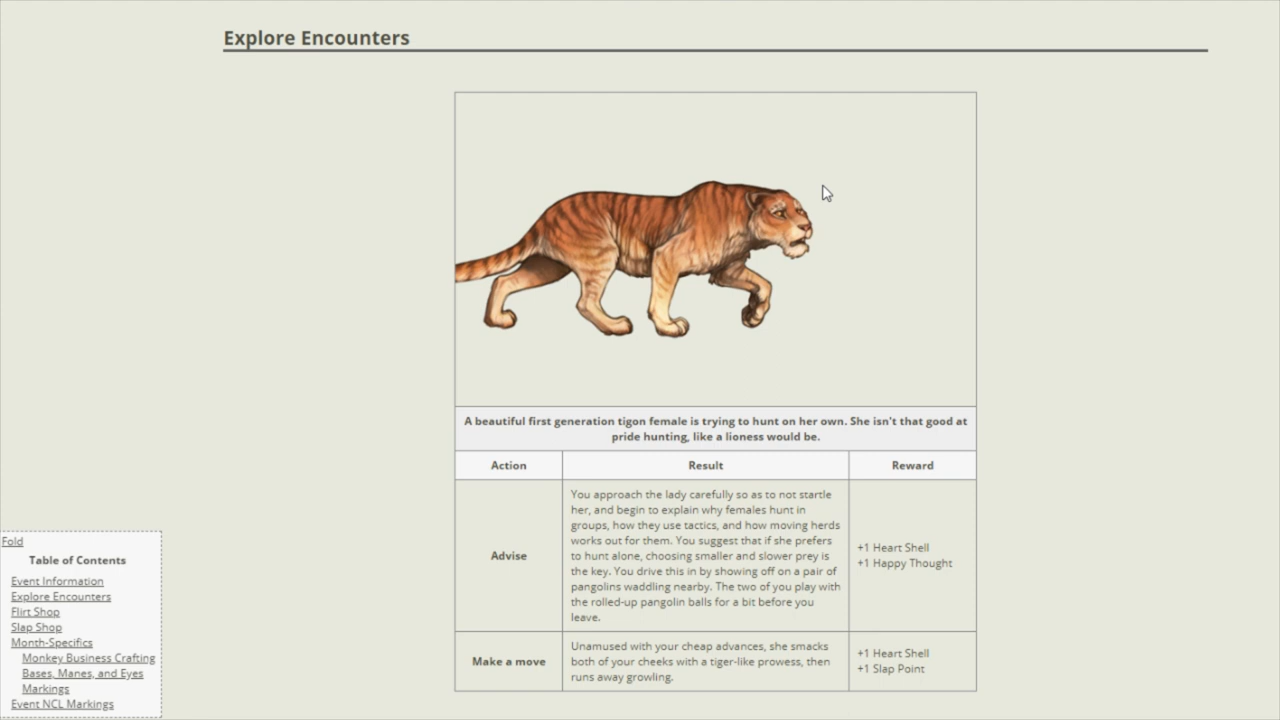 Explore Encounters
A beautiful first generation tigon female is trying to hunt on her own. She isn't that good at
pride hunting, like a lioness would be.
Action
Result
Reward
Advise
You approach the lady carefully so as to not startle
her, and begin to explain why females hunt in
groups, how they use tactics, and how moving herds
works out for them. You suggest that if she prefers
to hunt alone, choosing smaller and slower prey is
the key. You drive this in by showing off on a pair of
pangolins waddling nearby. The two of you play with
the rolled-up pangolin balls for a bit before you
leave.
+1 Heart Shell
+1 Happy Thought
Make a move
Unamused with your cheap advances, she smacks
both of your cheeks with a tiger-like prowess, then
runs away growling.
+1 Heart Shell
+1 Slap Point
Fold
Table of Contents
Event Information
Explore Encounters
Flirt Shop
Slap Shop
Month-Specifics
Monkey Business Crafting
Bases, Manes, and Eyes
Markings
Event NCL Markings